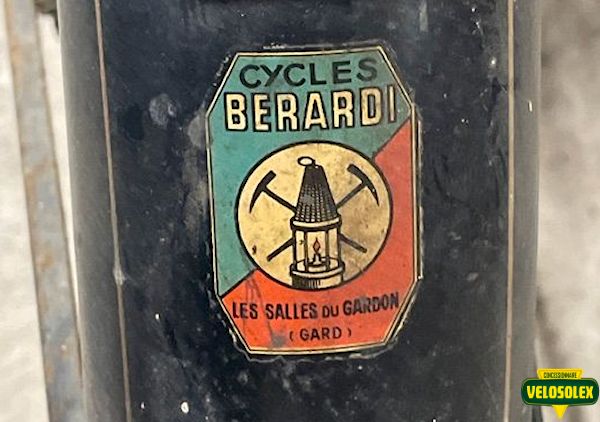 CYCLES
BERARDI
LES SALLES DU GARDON
(GARD)
CONCESSIONNAIRE
VELOSOLEX